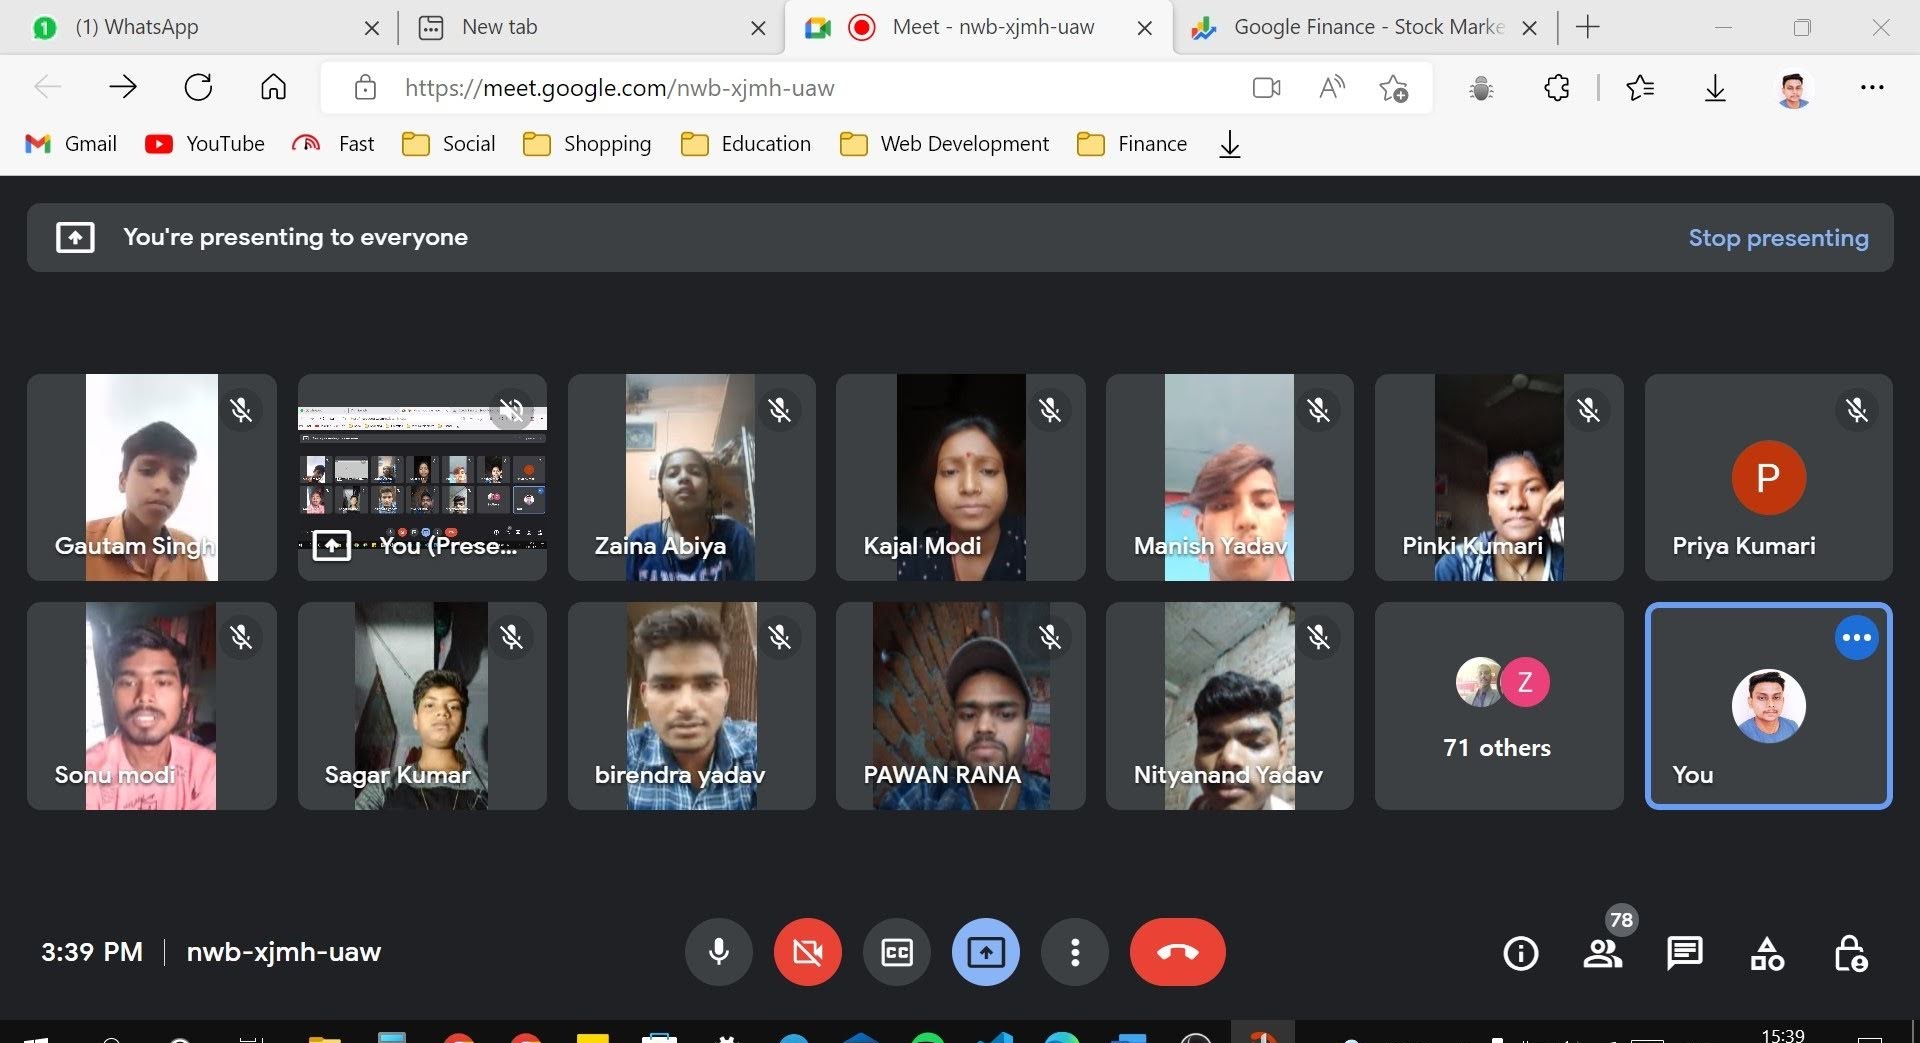 1 (1) WhatsApp
New tab
Meet - nwb-xjmh-uaw
Google Finance - Stock Marke
https://meet.google.com/nwb-xjmh-uaw
Gmail YouTube Fast Social Shopping Education Web Development Finance
You're presenting to everyone
Stop presenting
Gautam Singh
You (Prese...
Zaina Abiya
Kajal Modi
Manish Yadav
Pinki Kumari
P
Priya Kumari
Sonu modi
Sagar Kumar
birendra yadav
PAWAN RANA
Nityanand Yadav
Z
71 others
You
3:39 PM nwb-xjmh-uaw
CC
78
15:39